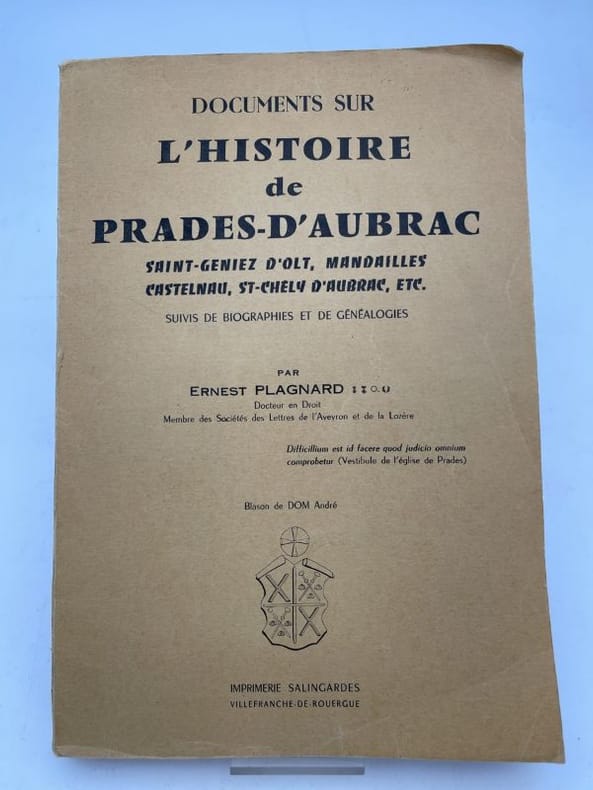 DOCUMENTS SUR
L'HISTOIRE
de
PRADES-D'AUBRAC
SAINT-GENIEZ D'OLT, MANDAILLES
CASTELNAU, ST-CHELY D'AUBRAC, ETC.
SUIVIS DE BIOGRAPHIES ET DE GÉNÉALOGIES
PAR
ERNEST PLAGNARD
Docteur en Droit
Membre des Sociétés des Lettres de l'Aveyron et de la Lozère
Difficillium est id facere quod judicio omnium
comprobetur (Vestibule de l'église de Prades)
Blason de DOM André
IMPRIMERIE SALINGARDES
VILLEFRANCHE-DE-ROUERGUE